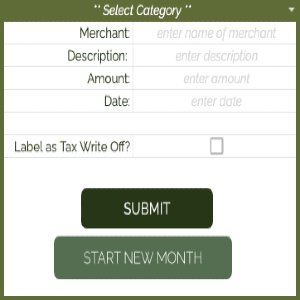 ** Select Category **
Merchant: enter name of merchant
Description: enter description
Amount: enter amount
Date: enter date
Label as Tax Write Off?
SUBMIT
START NEW MONTH